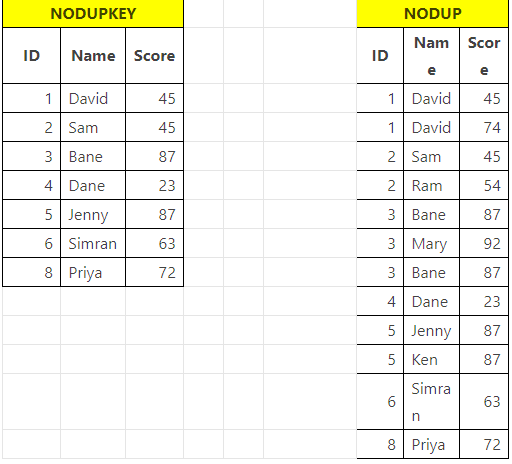 NODUPKEY
ID Name Score
1 David 45
2 Sam 45
3 Bane 87
4 Dane 23
5 Jenny 87
6 Simran 63
8 Priya 72
NODUP
ID Nam Scor
e e
1 David 45
1 David 74
2 Sam 45
2 Ram 54
3 Bane 87
3 Mary 92
3 Bane 87
4 Dane 23
5 Jenny 87
5 Ken 87
6 Simra 63
n
8 Priya 72